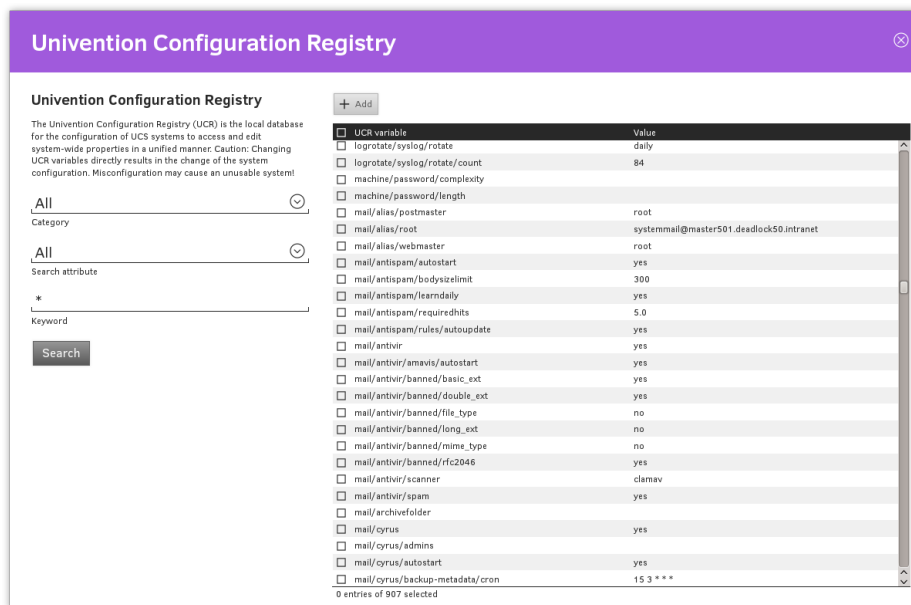 Univention Configuration Registry
Univention Configuration Registry
The Univention Configuration Registry (UCR) is the local database
for the configuration of UCS systems to access and edit
system-wide properties in a unified manner. Caution: Changing
UCR variables directly results in the change of the system
configuration. Misconfiguration may cause an unusable system!
All
Category
All
Search attribute
*
Keyword
Search
+ Add
UCR variable Value
logrotate/syslog/rotate daily
logrotate/syslog/rotate/count 84
machine/password/complexity
machine/password/length
mail/alias/postmaster root
mail/alias/root systemmail@master501.deadlock50.intranet
mail/alias/webmaster root
mail/antispam/autostart yes
mail/antispam/bodysizelimit 300
mail/antispam/learndaily yes
mail/antispam/requiredhits 5.0
mail/antispam/rules/autoupdate yes
mail/antivir yes
mail/antivir/amavis/autostart yes
mail/antivir/banned/basic_ext yes
mail/antivir/banned/double_ext yes
mail/antivir/banned/file_type no
mail/antivir/banned/long_ext no
mail/antivir/banned/mime_type no
mail/antivir/banned/rfc2046 yes
mail/antivir/scanner clamav
mail/antivir/spam yes
mail/archivefolder
mail/cyrus yes
mail/cyrus/admins
mail/cyrus/autostart yes
mail/cyrus/backup-metadata/cron 15 3 * * *
0 entries of 907 selected